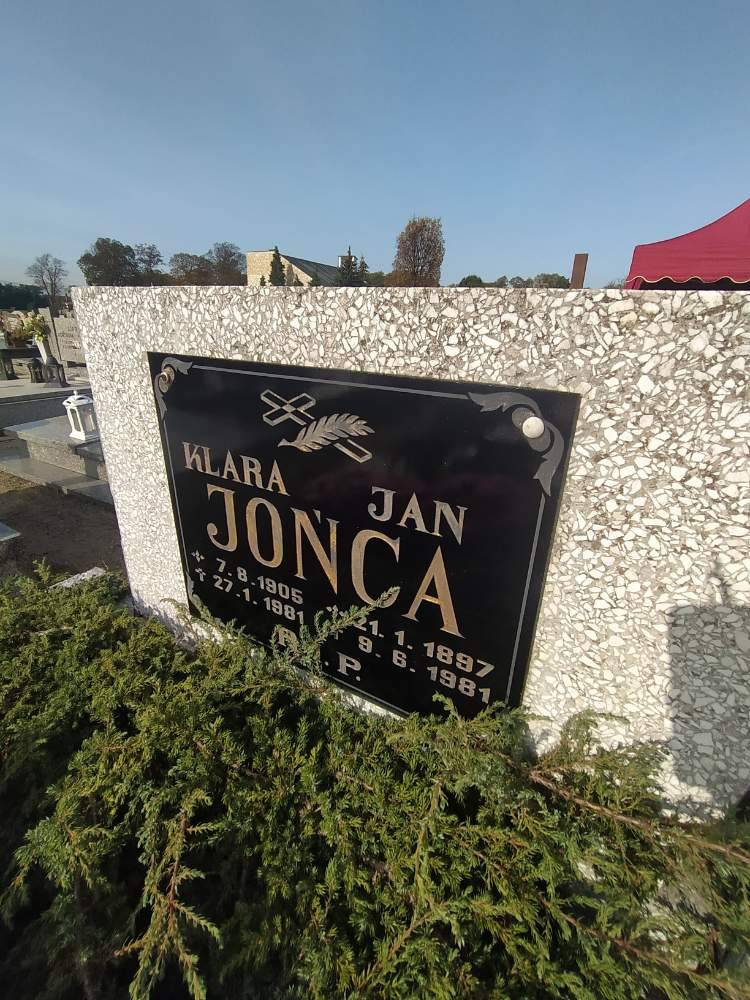 KLARA JAN
JOŃCA
* 7. 8. 1905 * 21. 1. 1897
† 27. 1. 1981 † 9. 6. 1981
P.